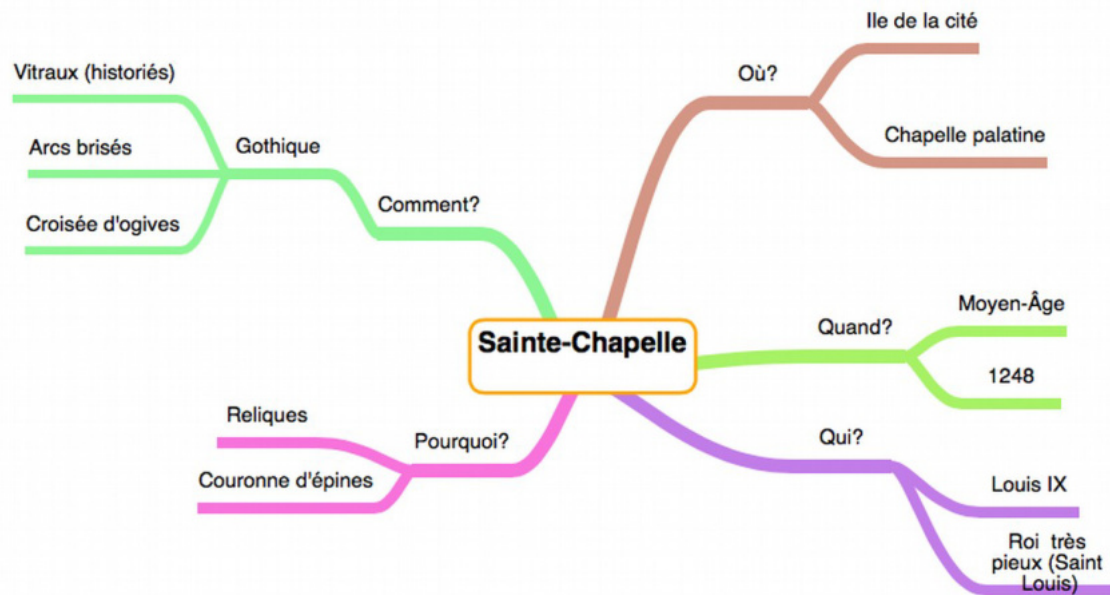 Sainte-Chapelle
Où?
Ile de la cité
Chapelle palatine
Quand?
Moyen-Âge
1248
Qui?
Louis IX
Roi très
pieux (Saint
Louis)
Pourquoi?
Reliques
Couronne d'épines
Comment?
Gothique
Vitraux (historiés)
Arcs brisés
Croisée d'ogives